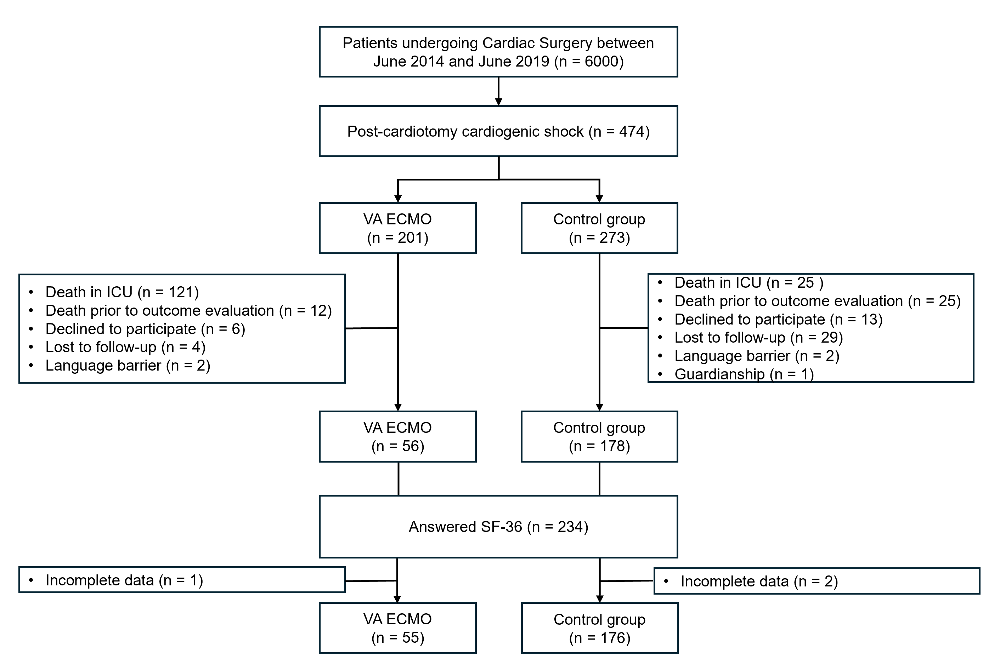 Patients undergoing Cardiac Surgery between
June 2014 and June 2019 (n = 6000)
Post-cardiotomy cardiogenic shock (n = 474)
VA ECMO
(n = 201)
Control group
(n = 273)
• Death in ICU (n = 121)
• Death prior to outcome evaluation (n = 12)
• Declined to participate (n = 6)
• Lost to follow-up (n = 4)
• Language barrier (n = 2)
• Death in ICU (n = 25 )
• Death prior to outcome evaluation (n = 25)
• Declined to participate (n = 13)
• Lost to follow-up (n = 29)
• Language barrier (n = 2)
• Guardianship (n = 1)
VA ECMO
(n = 56)
Control group
(n = 178)
Answered SF-36 (n = 234)
• Incomplete data (n = 1)
• Incomplete data (n = 2)
VA ECMO
(n = 55)
Control group
(n = 176)